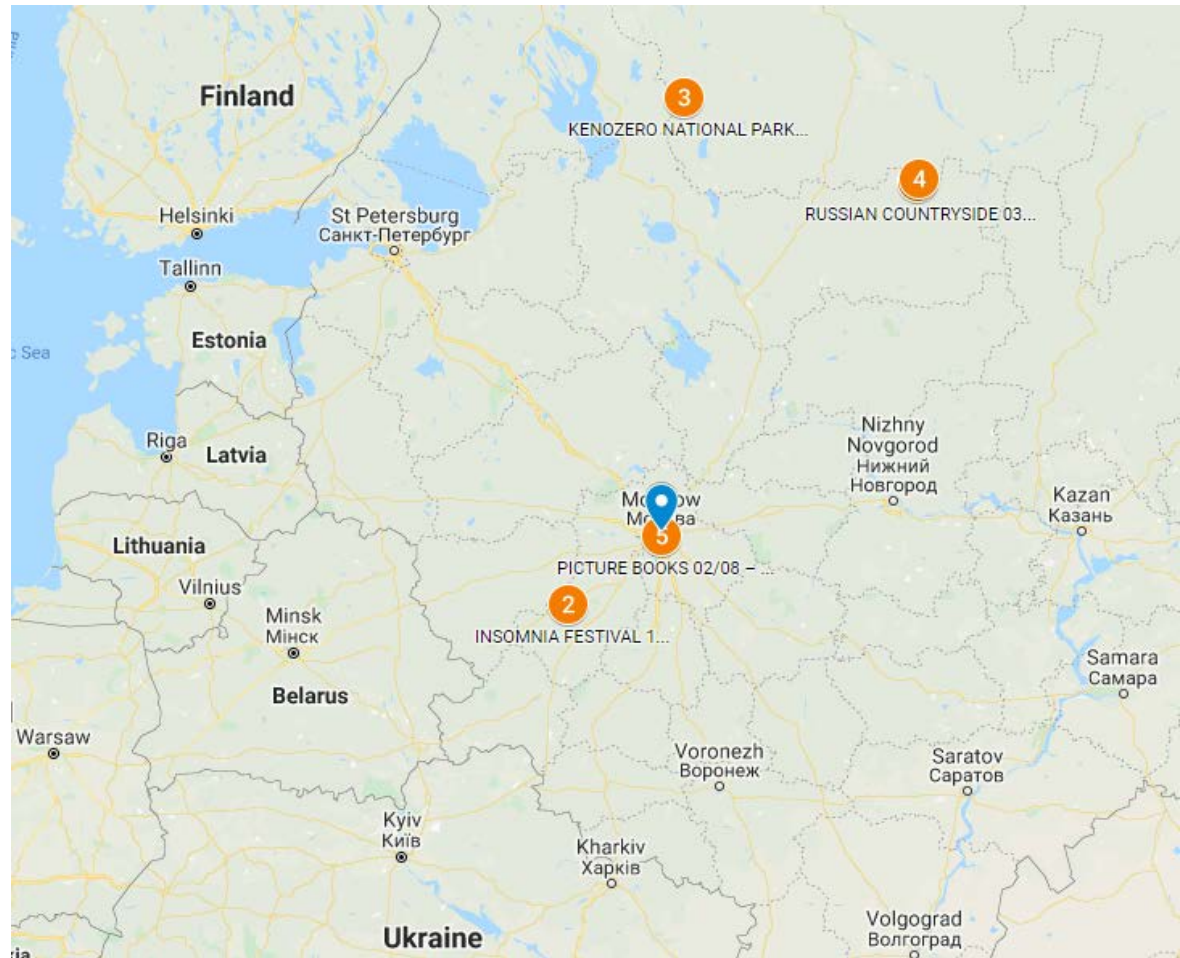 Finland
3
KENOZERO NATIONAL PARK...
4
RUSSIAN COUNTRYSIDE 03...
Helsinki
St Petersburg
Санкт-Петербург
Tallinn
Estonia
Sea
Riga
Latvia
Nizhny
Novgorod
Нижний
Новгород
Kazan
Казань
5
PICTURE BOOKS 02/08 – ...
Lithuania
Vilnius
2
INSOMNIA FESTIVAL 1...
Minsk
Мінск
Belarus
Samara
Самара
Warsaw
Voronezh
Воронеж
Saratov
Саратов
Kyiv
Київ
Kharkiv
Харків
Ukraine
Volgograd
Волгоград